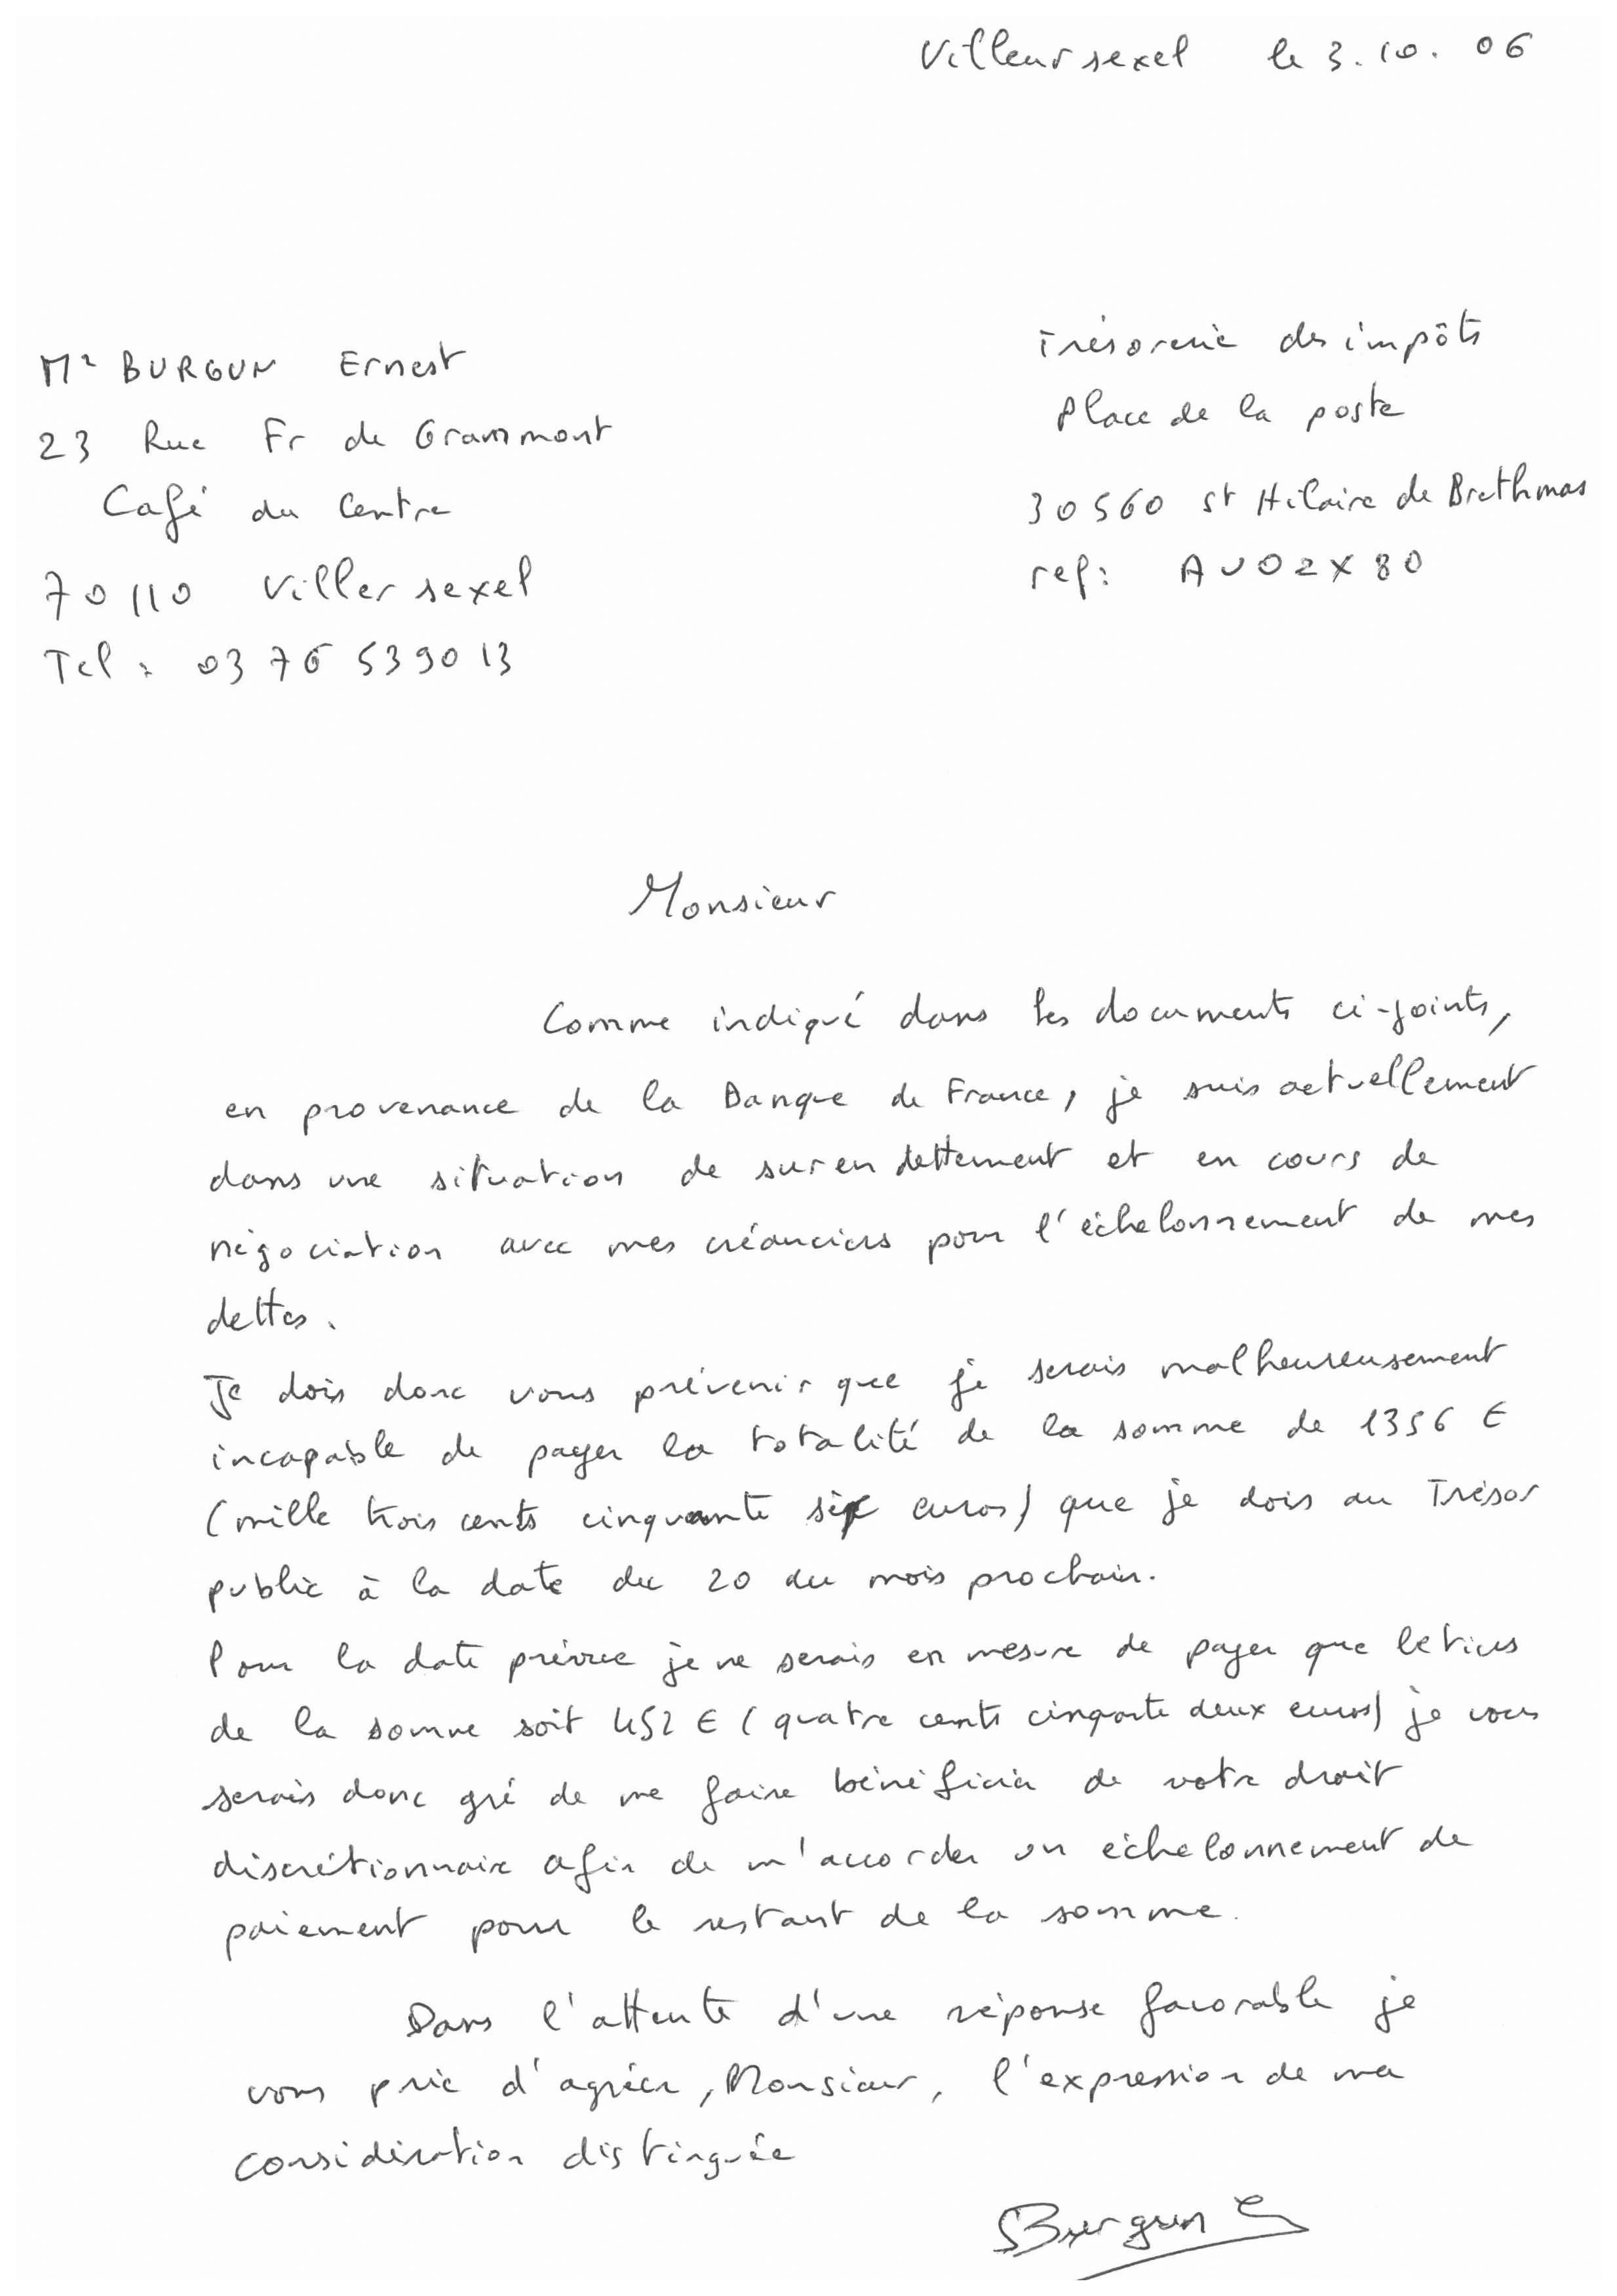 Villeursexel le 3.10.06
Mr BURGUN Ernest
23 Rue Fr de Grammont
Café du Centre
70110 Villersexel
Tel : 03 76 53 90 13
Trésorerie des impôts
Place de la poste
30560 St Hilaire de Brethmas
ref: AVO2X80
Monsieur
Comme indiqué dans les documents ci-joints,
en provenance de la Banque de France, je suis actuellement
dans une situation de surendettement et en cours de
négociation avec mes créanciers pour l'échelonnement de mes
dettes.
Je dois donc vous prévenir que je serais malheureusement
incapable de payer la totalité de la somme de 1356 €
(mille trois cents cinquante six euros) que je dois au Trésor
public à la date du 20 du mois prochain.
Pour la date prévue je ne serais en mesure de payer que le tiers
de la somme soit 452 € (quatre cents cinquante deux euros) je vous
serais donc gré de me faire bénéficier de votre droit
discrétionnaire afin de m'accorder un échelonnement de
paiement pour le restant de la somme.
Dans l'attente d'une réponse favorable je
vous prie d'agréer, Monsieur, l'expression de ma
considération distinguée
Burgun E